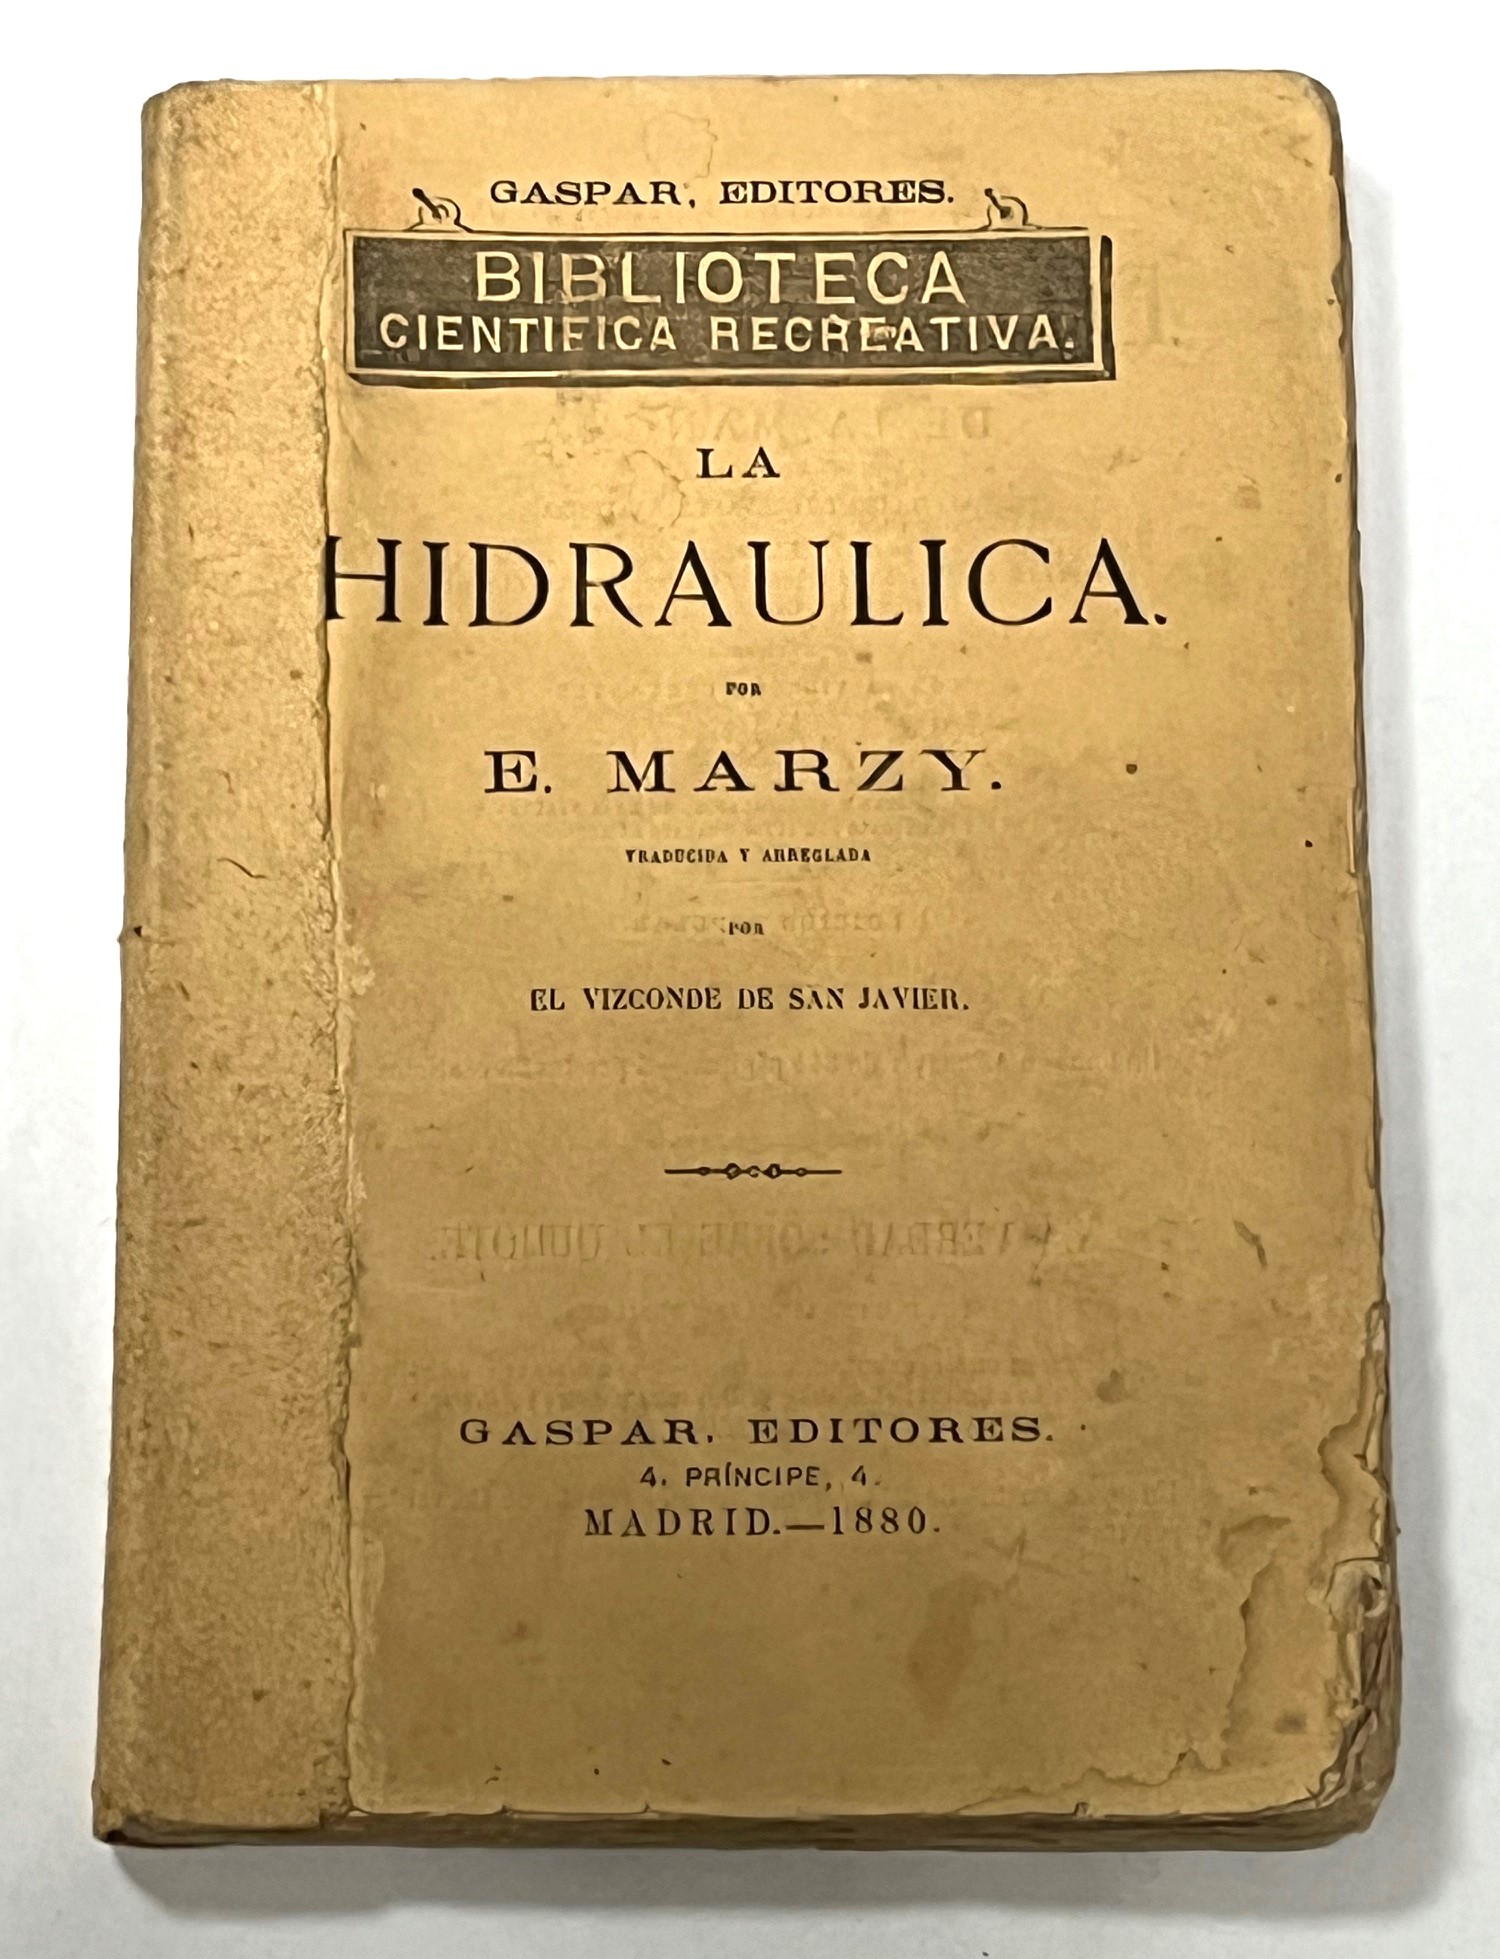 GASPAR, EDITORES.
BIBLIOTECA
CIENTIFICA RECREATIVA.
LA
HIDRAULICA.
POR
E. MARZY.
TRADUCIDA Y ARREGLADA
POR
EL VIZCONDE DE SAN JAVIER.
GASPAR, EDITORES.
4, PRÍNCIPE, 4.
MADRID.—1880.